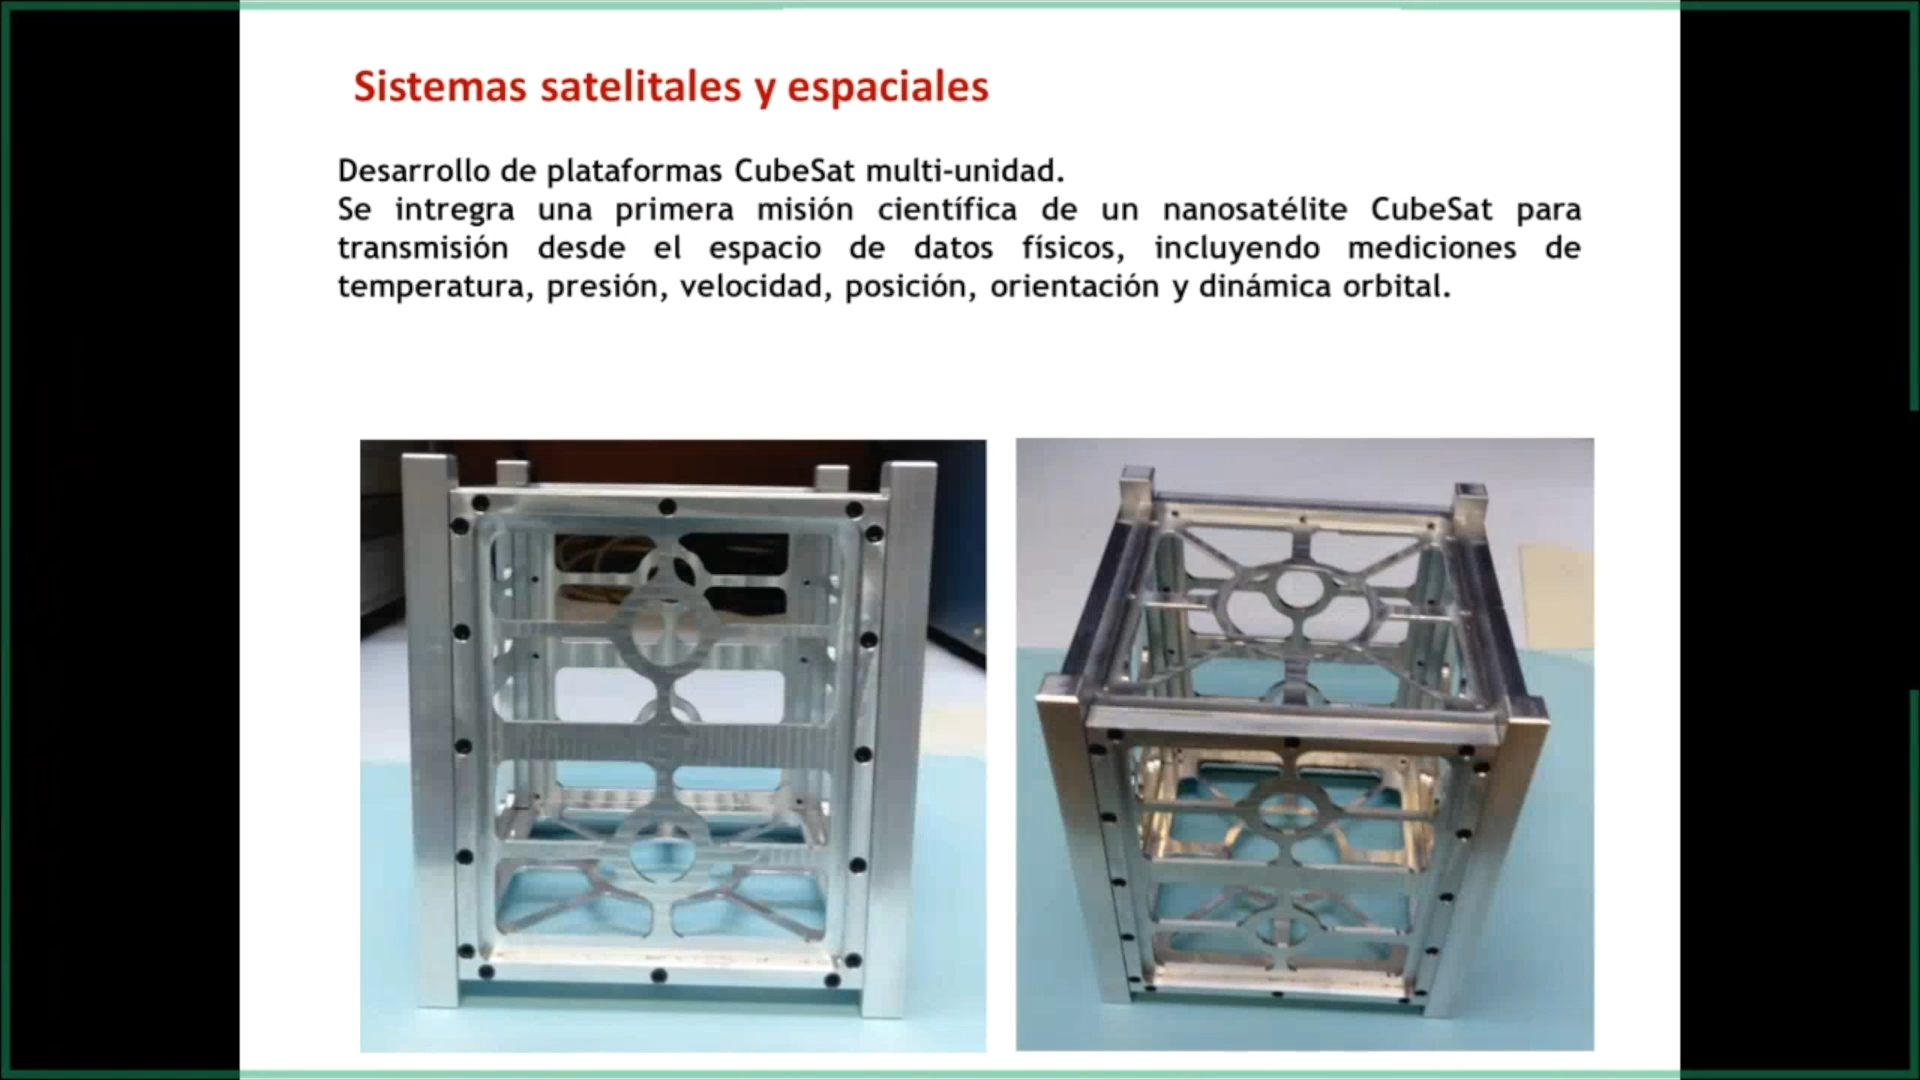 Sistemas satelitales y espaciales
Desarrollo de plataformas CubeSat multi-unidad.
Se intregra una primera misión científica de un nanosatélite CubeSat para
transmisión desde el espacio de datos físicos, incluyendo mediciones de
temperatura, presión, velocidad, posición, orientación y dinámica orbital.